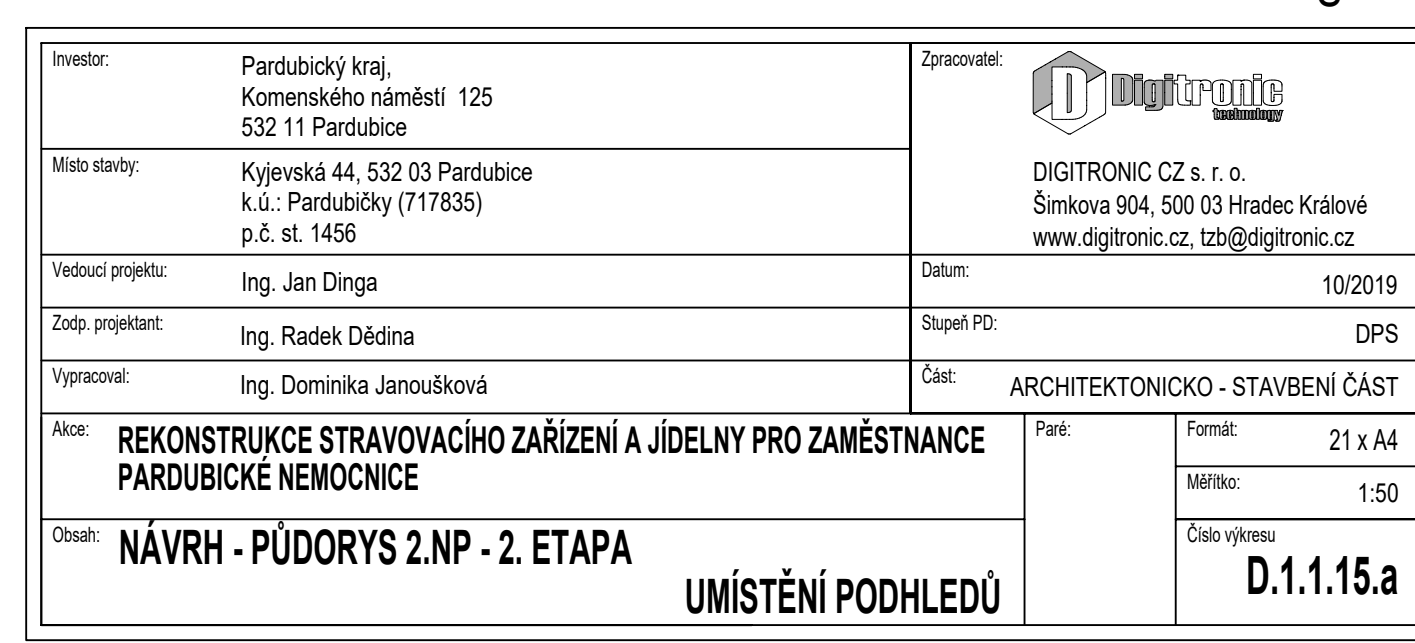 Investor:
Pardubický kraj,
Komenského náměstí 125
532 11 Pardubice
Zpracovatel:
D Digitronic
technology
DIGITRONIC CZ s. r. o.
Šimkova 904, 500 03 Hradec Králové
www.digitronic.cz, tzb@digitronic.cz
Místo stavby:
Kyjevská 44, 532 03 Pardubice
k.ú.: Pardubičky (717835)
p.č. st. 1456
Vedoucí projektu:
Ing. Jan Dinga
Datum:
10/2019
Zodp. projektant:
Ing. Radek Dědina
Stupeň PD:
DPS
Vypracoval:
Ing. Dominika Janoušková
Část:
ARCHITEKTONICKO - STAVBENÍ ČÁST
Akce:
REKONSTRUKCE STRAVOVACÍHO ZAŘÍZENÍ A JÍDELNY PRO ZAMĚSTNANCE
PARDUBICKÉ NEMOCNICE
Paré:
Formát:
21 x A4
Měřítko:
1:50
Obsah:
NÁVRH - PŮDORYS 2.NP - 2. ETAPA
UMÍSTĚNÍ PODHLEDŮ
Číslo výkresu
D.1.1.15.a